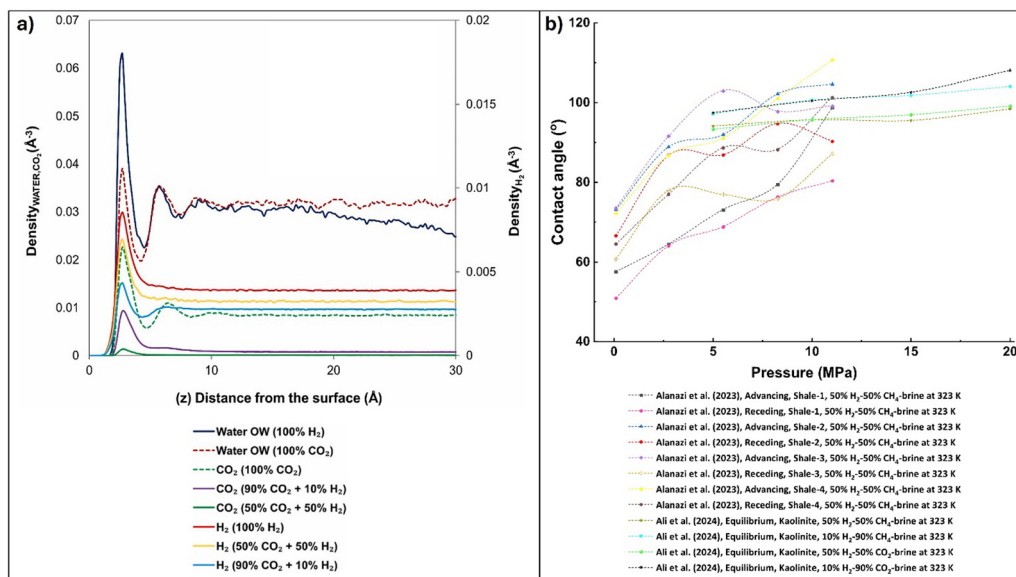 a)
0.07
0.06
0.05
0.04
0.03
0.02
0.01
0
0.02
0.015
0.01
0.005
0
0
5
10
15
20
25
30
Density WATER,CO₂(Å⁻³)
Density H₂ (Å⁻³)
(z) Distance from the surface (Å)
Water OW (100% H₂)
Water OW (100% CO₂)
CO₂ (100% CO₂)
CO₂ (90% CO₂ + 10% H₂)
CO₂ (50% CO₂ + 50% H₂)
H₂ (100% H₂)
H₂ (50% CO₂ + 50% H₂)
H₂ (90% CO₂ + 10% H₂)
b)
120
100
80
60
40
0
5
10
15
20
Contact angle (°)
Pressure (MPa)
Alanazi et al. (2023), Advancing, Shale-1, 50% H₂-50% CH₄-brine at 323 K
Alanazi et al. (2023), Receding, Shale-1, 50% H₂-50% CH₄-brine at 323 K
Alanazi et al. (2023), Advancing, Shale-2, 50% H₂-50% CH₄-brine at 323 K
Alanazi et al. (2023), Receding, Shale-2, 50% H₂-50% CH₄-brine at 323 K
Alanazi et al. (2023), Advancing, Shale-3, 50% H₂-50% CH₄-brine at 323 K
Alanazi et al. (2023), Receding, Shale-3, 50% H₂-50% CH₄-brine at 323 K
Alanazi et al. (2023), Advancing, Shale-4, 50% H₂-50% CH₄-brine at 323 K
Alanazi et al. (2023), Receding, Shale-4, 50% H₂-50% CH₄-brine at 323 K
Ali et al. (2024), Equilibrium, Kaolinite, 50% H₂-50% CH₄-brine at 323 K
Ali et al. (2024), Equilibrium, Kaolinite, 10% H₂-90% CH₄-brine at 323 K
Ali et al. (2024), Equilibrium, Kaolinite, 50% H₂-50% CO₂-brine at 323 K
Ali et al. (2024), Equilibrium, Kaolinite, 10% H₂-90% CO₂-brine at 323 K